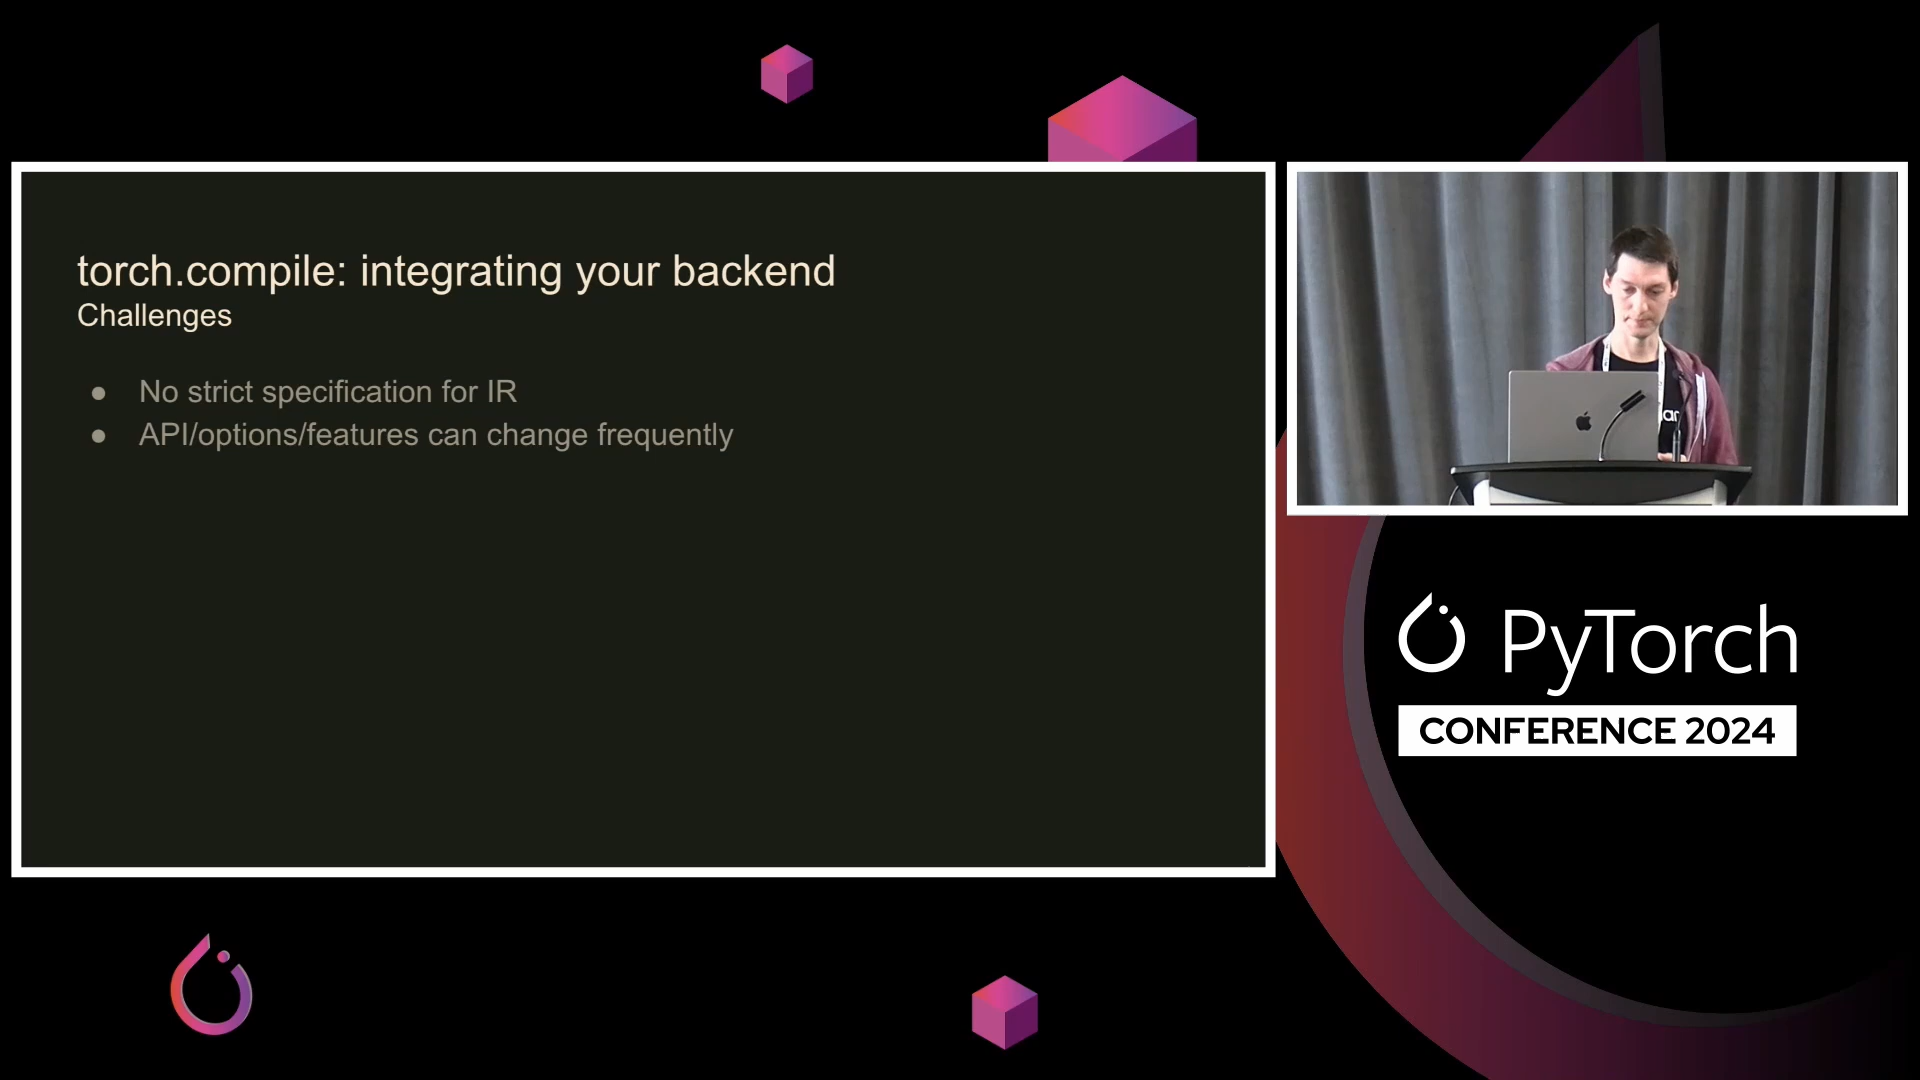 torch.compile: integrating your backend
Challenges
● No strict specification for IR
● API/options/features can change frequently
PyTorch
CONFERENCE 2024